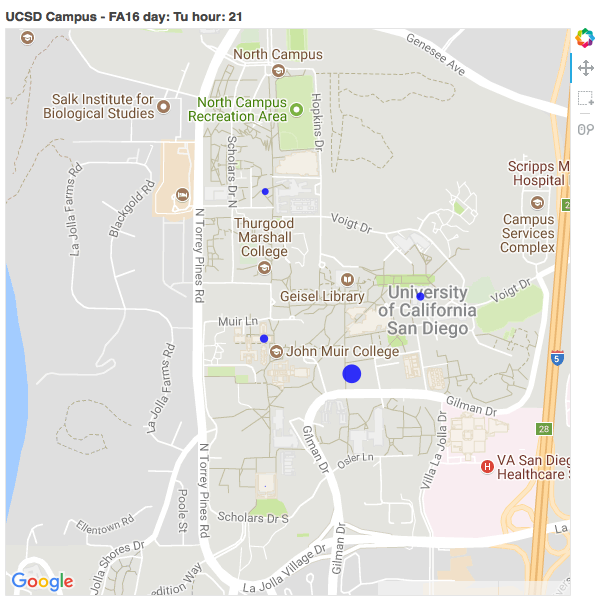 UCSD Campus - FA16 day: Tu hour: 21
North Campus
Genesee Ave
Salk Institute for
Biological Studies
North Campus
Recreation Area
Hopkins Dr
Scholars Dr N
La Jolla Farms Rd
Blackgold Rd
Scripps M
Hospital
2
Campus
Services
Complex
N Torrey Pines Rd
Thurgood
Marshall
College
Voigt Dr
Geisel Library
University
of California
San Diego
Voigt Dr
Muir Ln
John Muir College
5
La Jolla Farms Rd
Gilman Dr
28
Gilman Dr
Osler Ln
Villa La Jolla Dr
VA San Dieg
Healthcare S
H
N Torrey Pines Rd
Poole St
Ellentown Rd
Scholars Dr S
La Jolla Shores Dr
Gilman Dr
La
La Jolla Village Dr
edition Way
Google